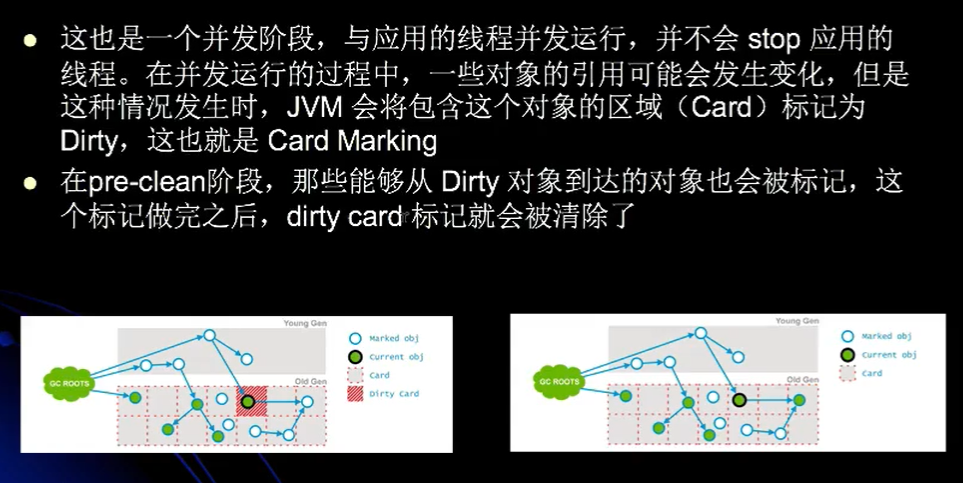 这也是一个并发阶段，与应用的线程并发运行，并不会 stop 应用的
线程。在并发运行的过程中，一些对象的引用可能会发生变化，但是
这种情况发生时，JVM 会将包含这个对象的区域（Card）标记为
Dirty，这也就是 Card Marking
在pre-clean阶段，那些能够从 Dirty 对象到达的对象也会被标记，这
个标记做完之后，dirty card 标记就会被清除了
Young Gen
Marked obj
Current obj
GC ROOTS
Old Gen
Card
Dirty Card
Young Gen
Marked obj
Current obj
GC ROOTS
Old Gen
Card